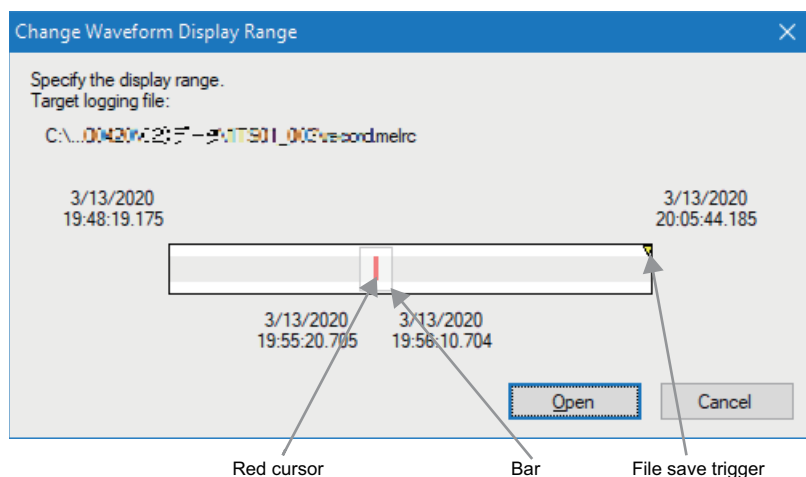 Change Waveform Display Range
Specify the display range.
Target logging file:
C:\...
3/13/2020
19:48:19.175
3/13/2020
20:05:44.185
3/13/2020
19:55:20.705
3/13/2020
19:56:10.704
Open
Cancel
Red cursor
Bar
File save trigger